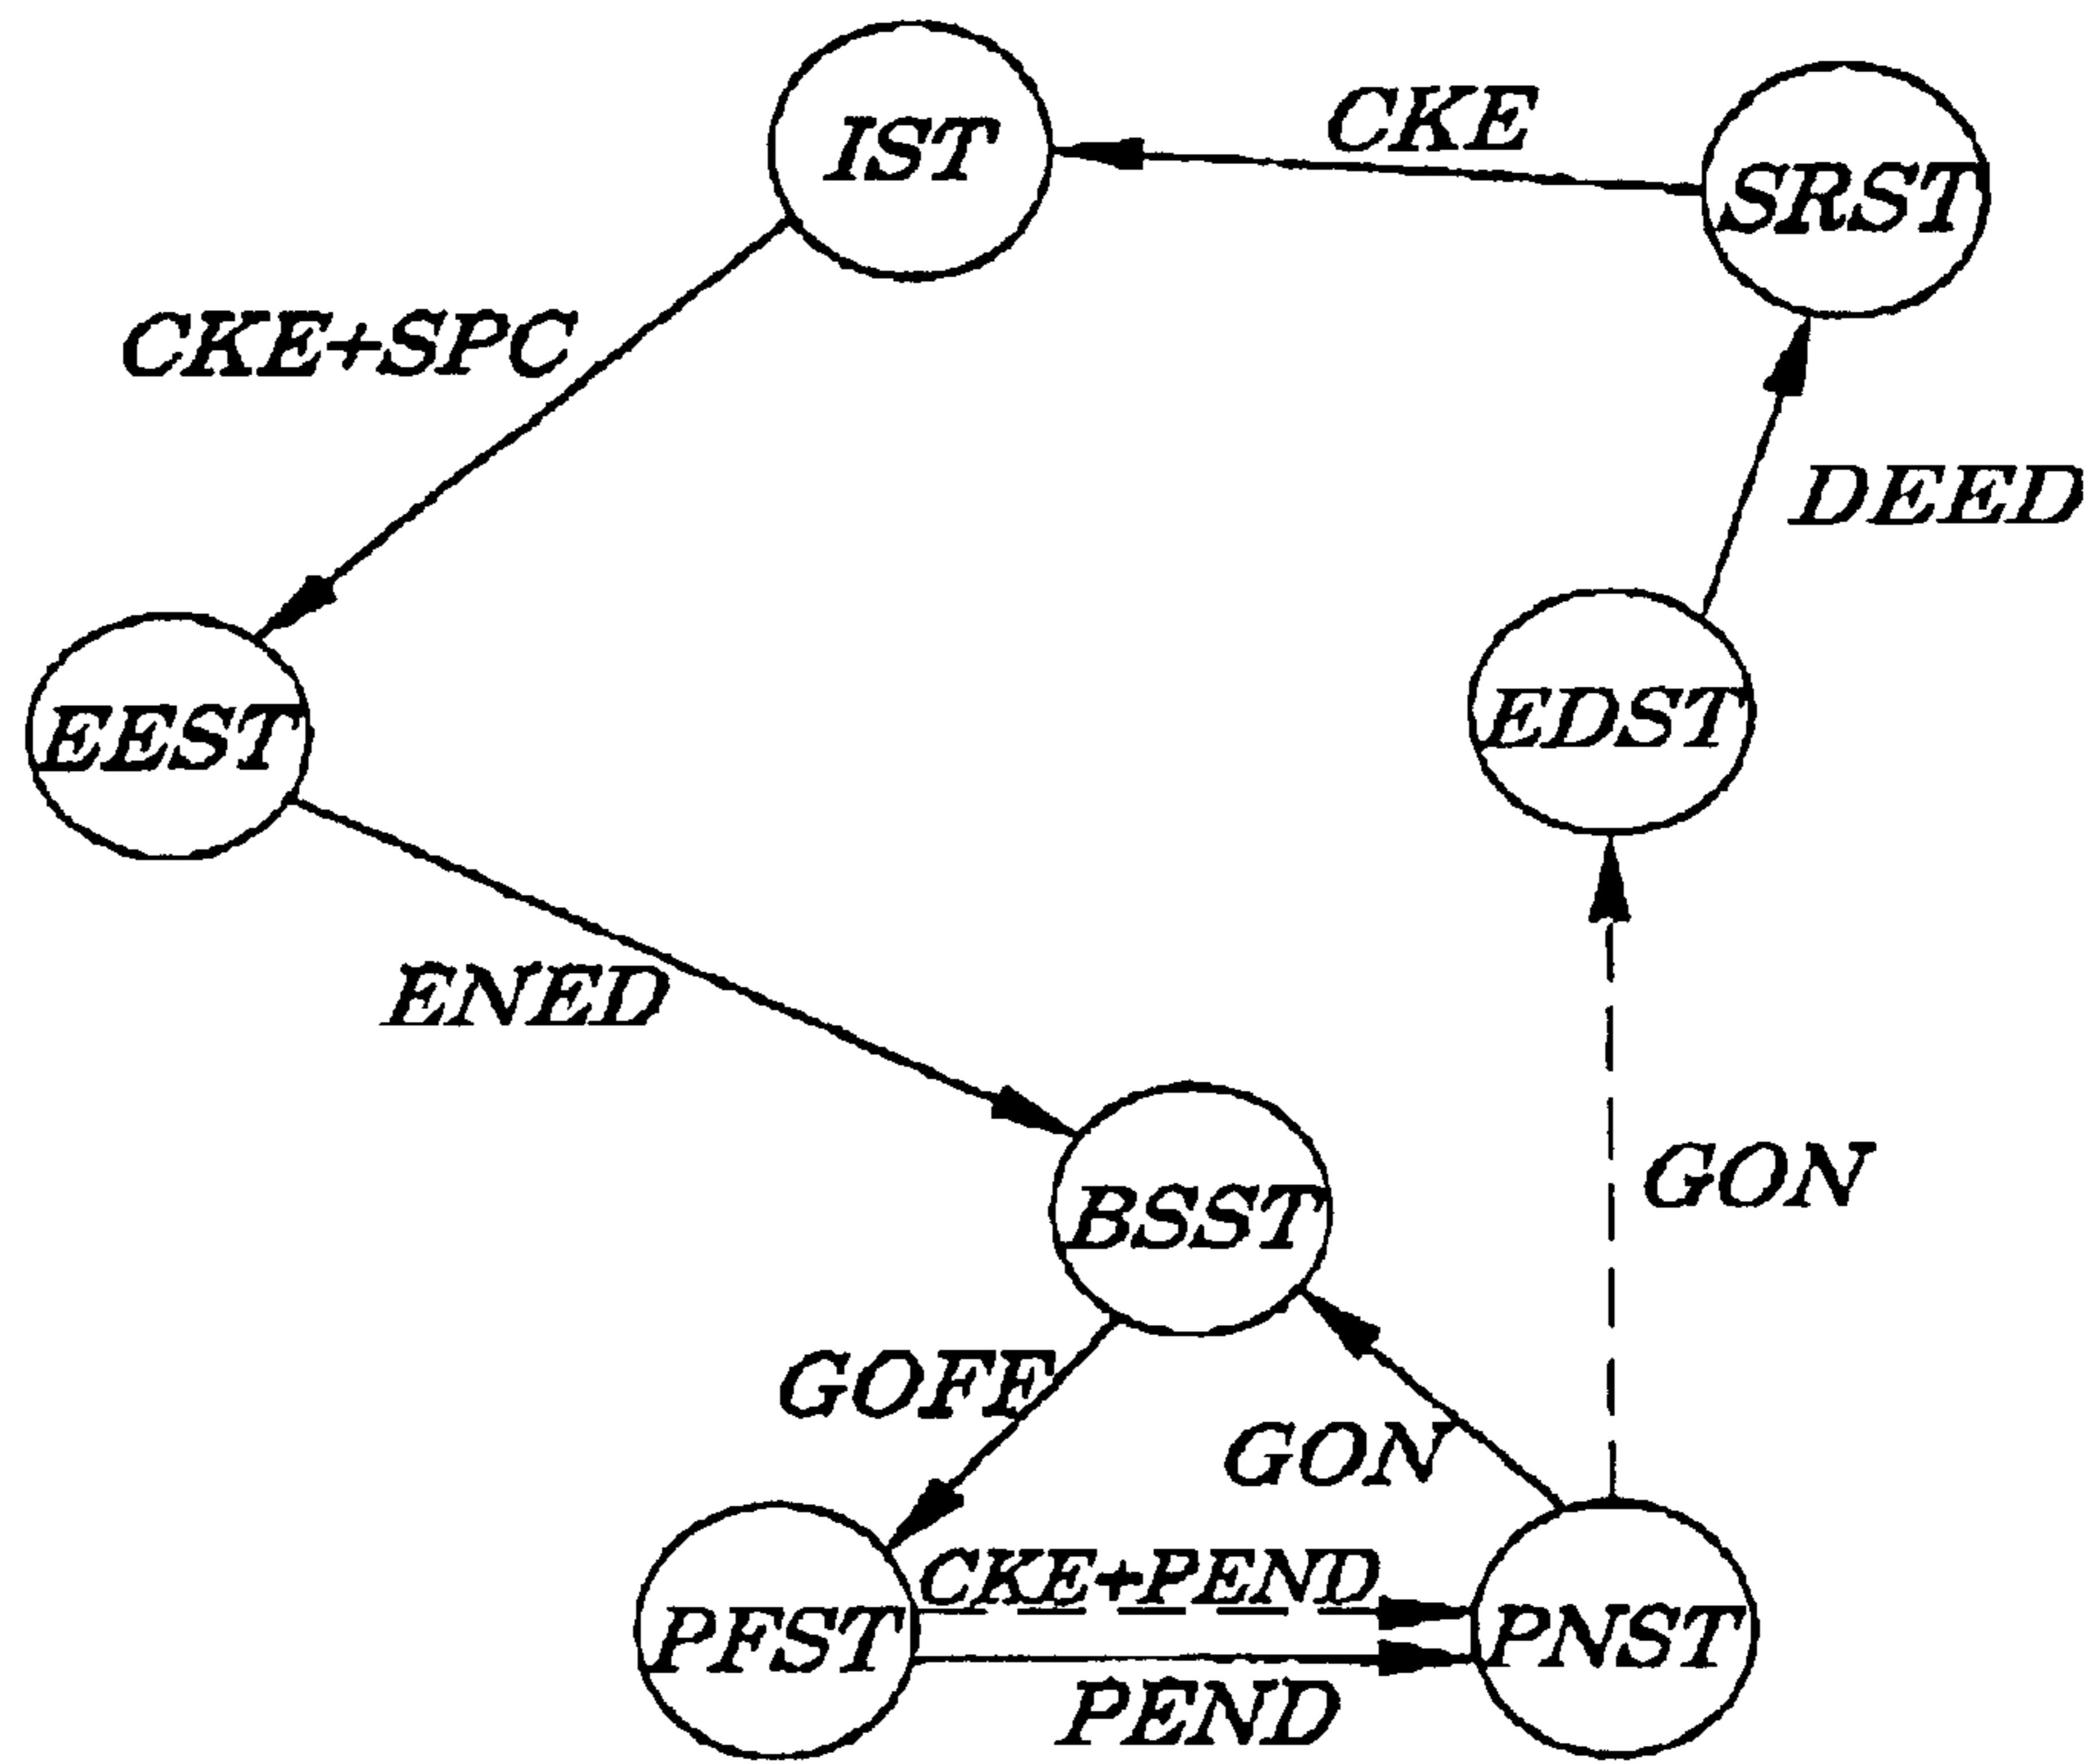 IST
CKE
SRST
CKE+SPC
DEED
EEST
EDST
ENED
GON
BSST
GOFF
GON
CKE+PEND
PFST
PNST
PEND